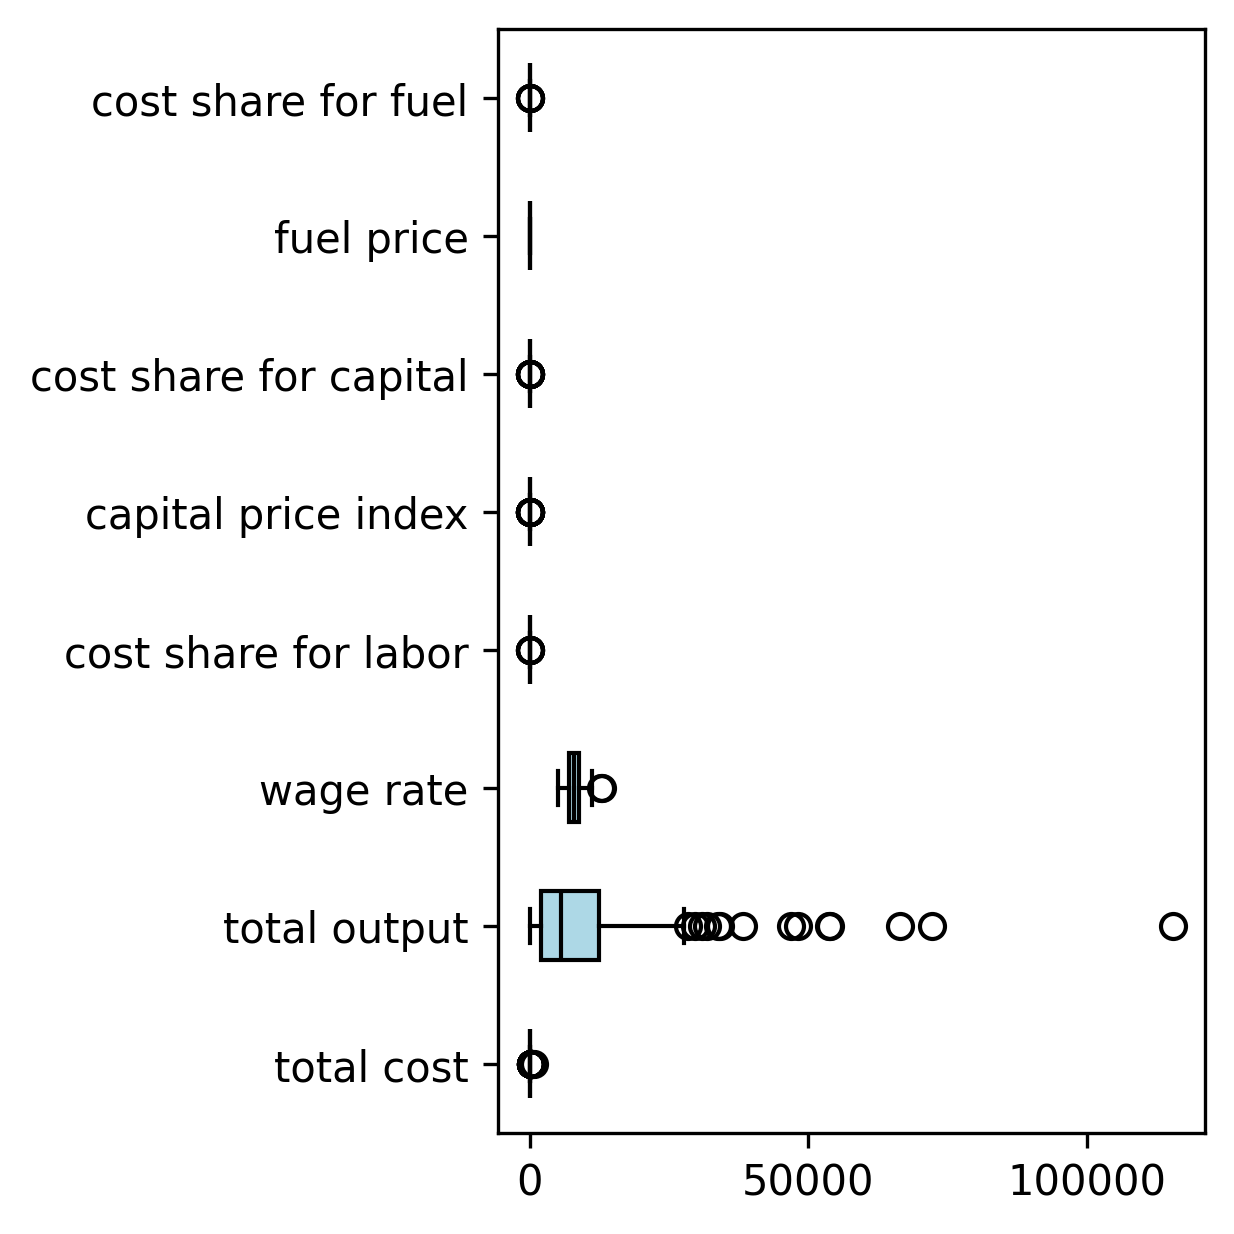 cost share for fuel
fuel price
cost share for capital
capital price index
cost share for labor
wage rate
total output
total cost
0 50000 100000